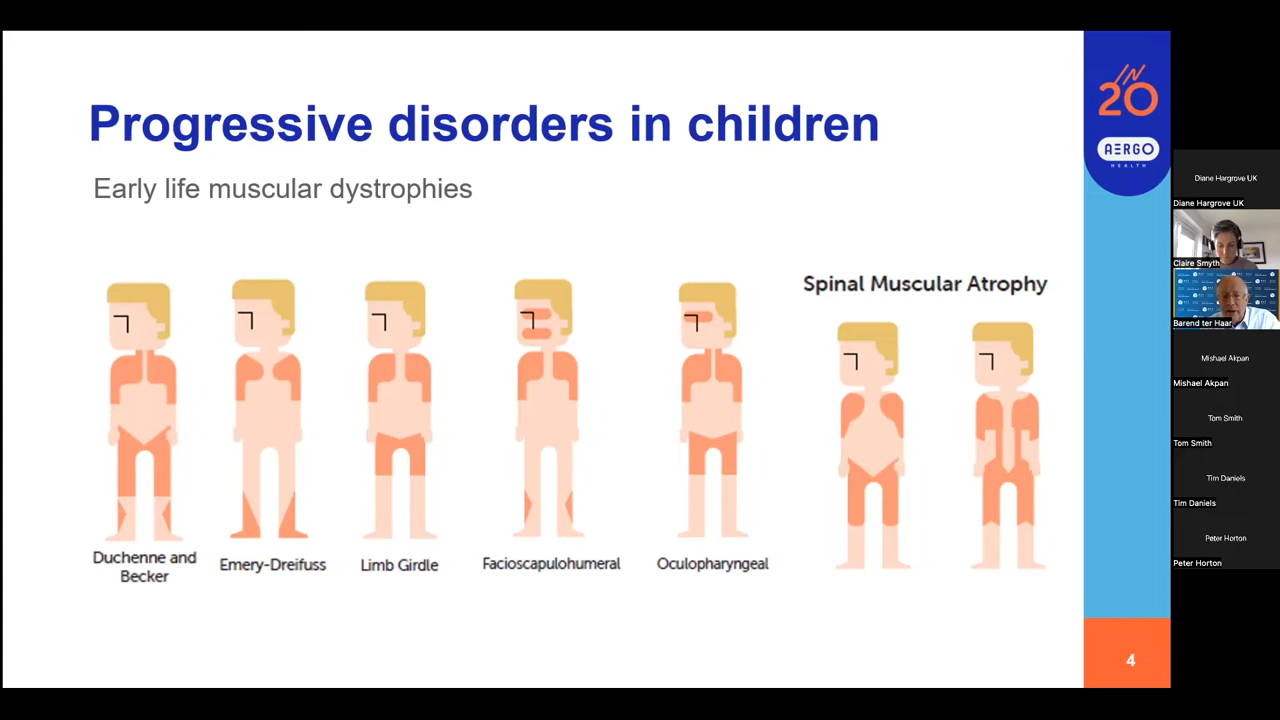 Progressive disorders in children
Early life muscular dystrophies
Spinal Muscular Atrophy
Duchenne and
Becker
Emery-Dreifuss
Limb Girdle
Facioscapulohumeral
Oculopharyngeal
IN
20
AERGO
HEALTH
4
Diane Hargrove UK
Diane Hargrove UK
Claire Smyth
Barend ter Haar
Mishael Akpan
Mishael Akpan
Tom Smith
Tom Smith
Tim Daniels
Tim Daniels
Peter Horton
Peter Horton